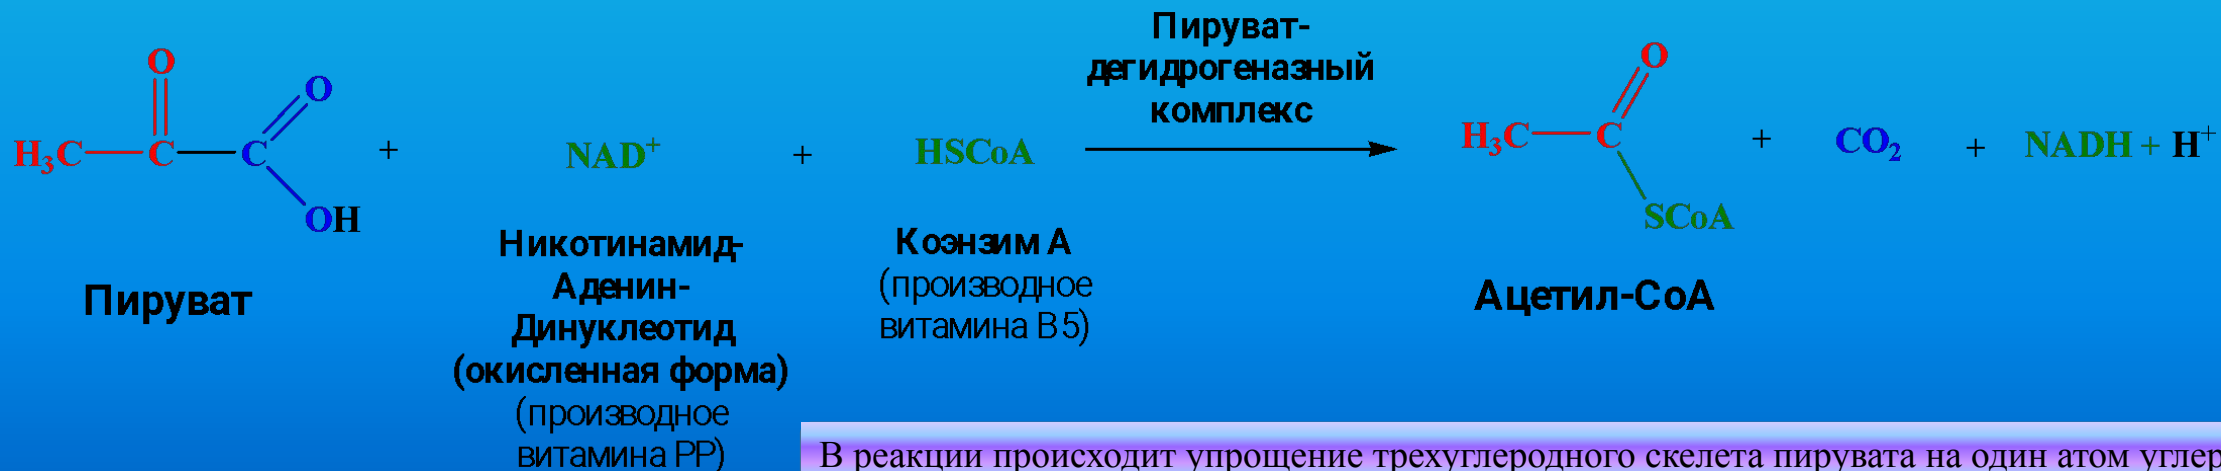 Пируват-
дегидрогеназный
комплекс
O
O
H₃C C C
OH
+
NAD⁺
+
HSCoA
O
H₃C C
SCoA
+
CO₂
+
NADH + H⁺
Пируват
Никотинамид-
Аденин-
Динуклеотид
(окисленная форма)
(производное
витамина PP)
Коэнзим А
(производное
витамина B5)
Ацетил-CoA
В реакции происходит упрощение трехуглеродного скелета пирувата на один атом